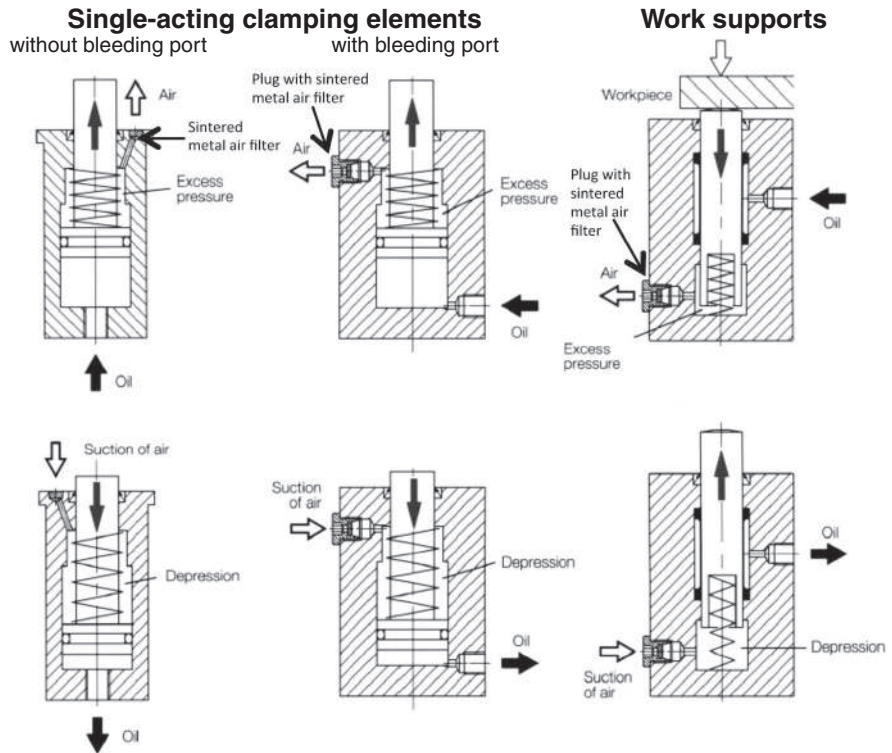 Single-acting clamping elements
Work supports
without bleeding port
with bleeding port
Air
Sintered
metal air filter
Excess
pressure
Oil
Plug with sintered
metal air filter
Air
Excess
pressure
Oil
Workpiece
Plug with
sintered
metal air
filter
Air
Oil
Excess
pressure
Suction of air
Depression
Oil
Suction
of air
Depression
Oil
Oil
Depression
Suction
of air